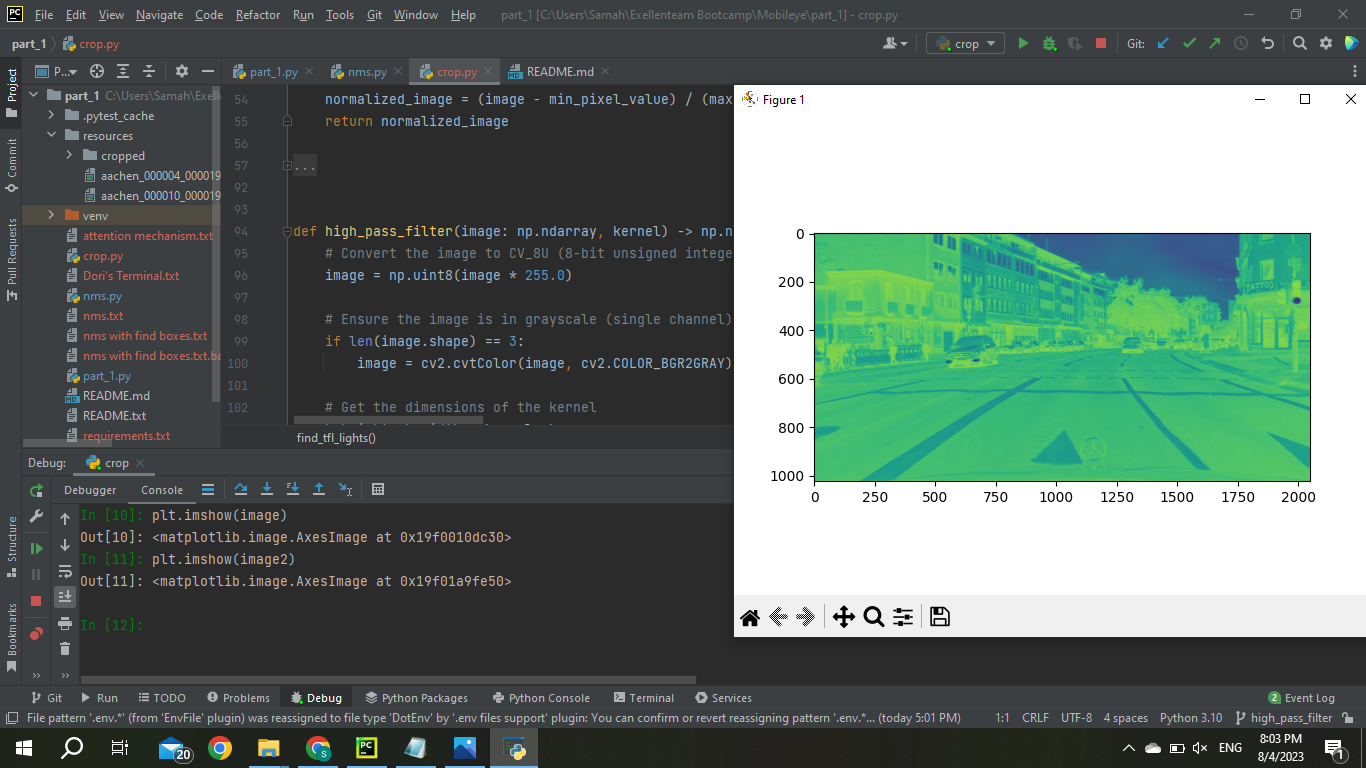 PC File Edit View Navigate Code Refactor Run Tools Git Window Help part_1 [C:\Users\Samah\Exellenteam Bootcamp\Mobileye\part_1] - crop.py
part_1 crop.py crop Git:
P... part_1.py nms.py crop.py README.md
Project
Commit
Pull Requests
Structure
Bookmarks
part_1 C:\Users\Samah\Exellen
.pytest_cache
resources
cropped
aachen_000004_000019
aachen_000010_000019
venv
attention mechanism.txt
crop.py
Dori's Terminal.txt
nms.py
nms.txt
nms with find boxes.txt
nms with find boxes.txt.ba
part_1.py
README.md
README.txt
requirements.txt
54 normalized_image = (image - min_pixel_value) / (max
55 return normalized_image
56
57 ...
92
93
94 def high_pass_filter(image: np.ndarray, kernel) -> np.n
95 # Convert the image to CV_8U (8-bit unsigned intege
96 image = np.uint8(image * 255.0)
97
98 # Ensure the image is in grayscale (single channel)
99 if len(image.shape) == 3:
100 image = cv2.cvtColor(image, cv2.COLOR_BGR2GRAY)
101
102 # Get the dimensions of the kernel
find_tfl_lights()
Figure 1
0
200
400
600
800
1000
0 250 500 750 1000 1250 1500 1750 2000
TATTOO
Debug: crop
Debugger Console
In [10]: plt.imshow(image)
Out[10]: <matplotlib.image.AxesImage at 0x19f0010dc30>
In [11]: plt.imshow(image2)
Out[11]: <matplotlib.image.AxesImage at 0x19f01a9fe50>
In [12]:
Git Run TODO Problems Debug Python Packages Python Console Terminal Services 2 Event Log
File pattern '.env.*' (from 'EnvFile' plugin) was reassigned to file type 'DotEnv' by '.env files support' plugin: You can confirm or revert reassigning pattern '.env.*... (today 5:01 PM) 1:1 CRLF UTF-8 4 spaces Python 3.10 high_pass_filter
20 S PC ENG 8:03 PM
8/4/2023 1